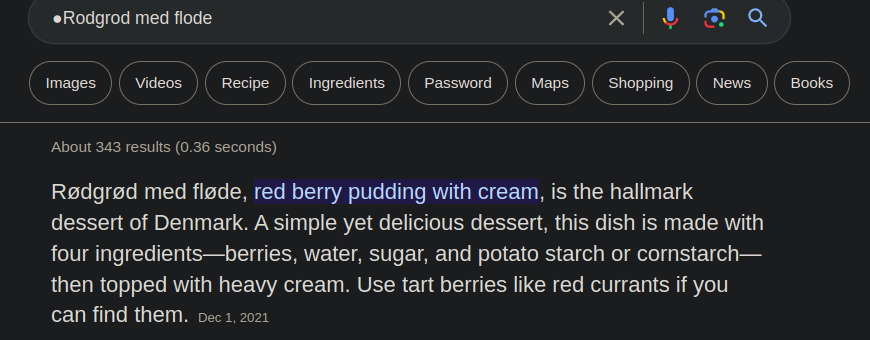 ●Rodgrod med flode
Images Videos Recipe Ingredients Password Maps Shopping News Books
About 343 results (0.36 seconds)
Rødgrød med fløde, red berry pudding with cream, is the hallmark
dessert of Denmark. A simple yet delicious dessert, this dish is made with
four ingredients—berries, water, sugar, and potato starch or cornstarch—
then topped with heavy cream. Use tart berries like red currants if you
can find them. Dec 1, 2021